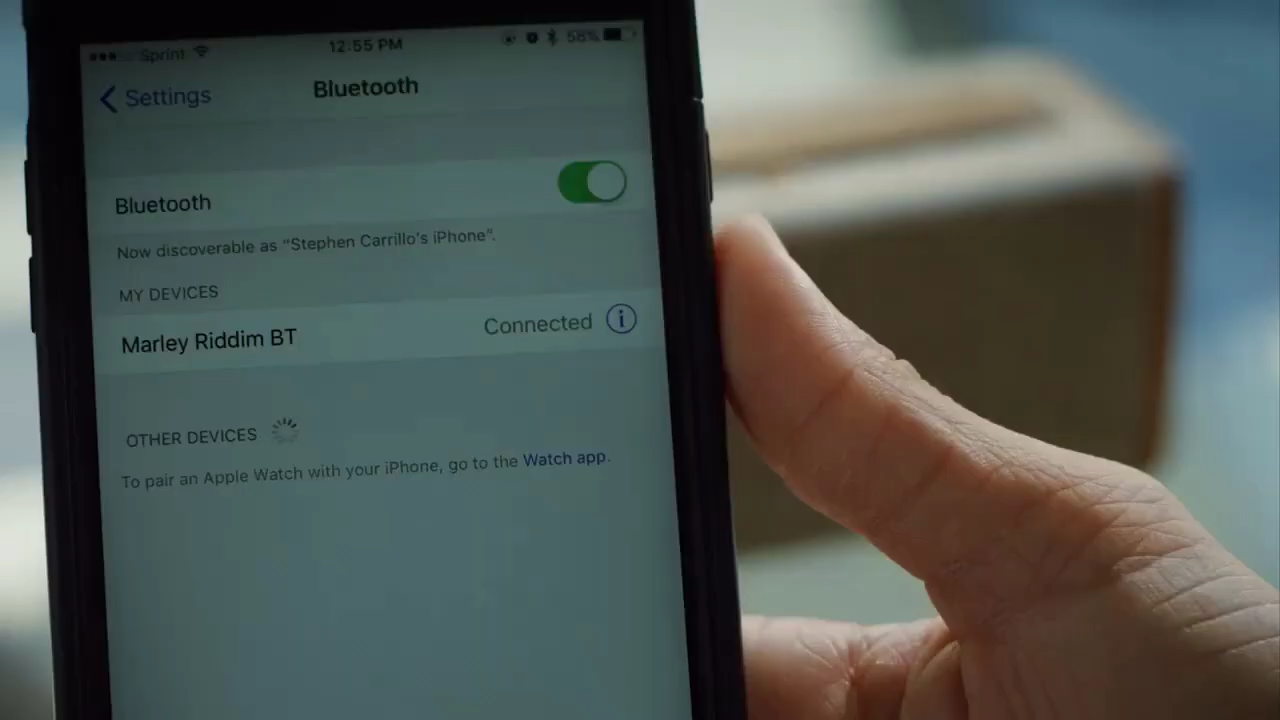 Sprint 12:55 PM 58%
Settings Bluetooth
Bluetooth
Now discoverable as “Stephen Carrillo's iPhone”.
MY DEVICES
Marley Riddim BT Connected i
OTHER DEVICES
To pair an Apple Watch with your iPhone, go to the Watch app.